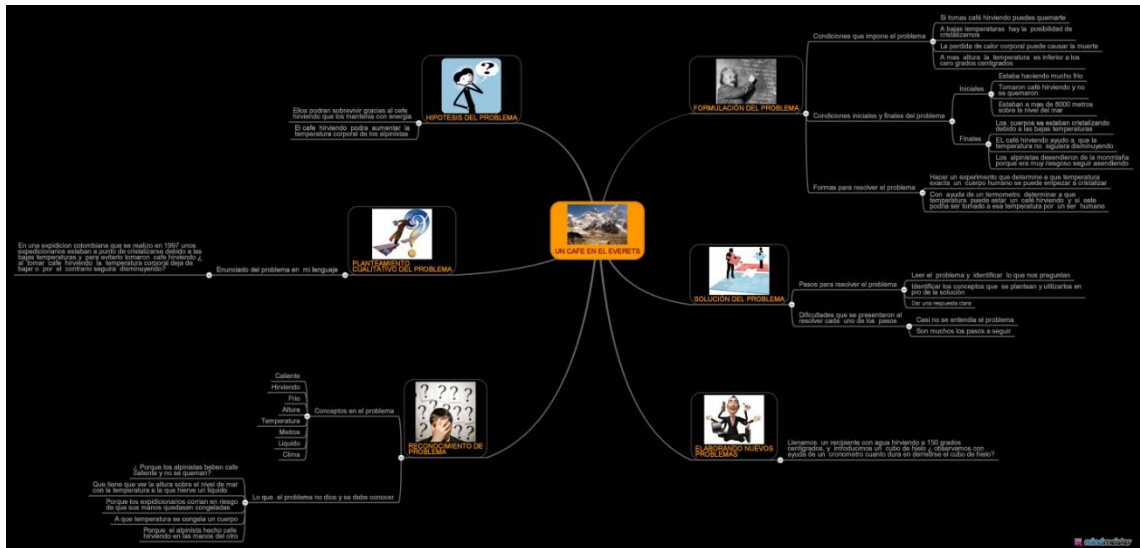 UN CAFE EN EL EVERETS
HIPOTESIS DEL PROBLEMA
Ellos podran sobrevivir gracias al cafe
hirviendo que los mantenia con energia
El cafe hirviendo podra aumentar la
temperatura corporal de los alpinistas
PLANTEAMIENTO
CUALITATIVO DEL PROBLEMA
Enunciado del problema en mi lenguaje
En una expidicion colombiana que se realizo en 1997 unos
expedicionarios estaban a punto de cristalizarse debido a las
bajas temperaturas y para evitarlo tomaron cafe hirviendo ¿
al tomar cafe hirviendo la temperatura corporal deja de
bajar o por el contrario seguira disminuyendo?
RECONOCIMIENTO DE
PROBLEMA
Conceptos en el problema
Caliente
Hirviendo
Frio
Altura
Temperatura
Metros
Liquido
Clima
Lo que el problema no dice y se debe conocer
¿ Porque los alpinistas beben cafe
caliente y no se queman?
Que tiene que ver la altura sobre el nivel de mar
con la temperatura a la que hierve un liquido
Porque los expidicionarios corrian en riesgo
de que sus manos quedasen congeladas
A que temperatura se congela un cuerpo
Porque el alpinista hecho cafe
hirviendo en las manos del otro
FORMULACIÓN DEL PROBLEMA
Condiciones que impone el problema
Si tomas café hirviendo puedes quemarte
A bajas temperaturas hay la posibilidad de
cristalizarnos
La perdida de calor corporal puede causar la muerte
A mas altura la temperatura es inferior a los
cero grados centigrados
Condiciones iniciales y finales del problema
Iniciales
Estaba haciendo mucho frio
Tomaron café hirviendo y no
se quemaron
Estaban a mas de 8000 metros
sobre le nivel del mar
Finales
Los cuerpos se estaban cristalizando
debido a las bajas temperaturas
EL café hirviendo ayudo a que la
temperatura no siguiera disminuyendo
Los alpinistas desendieron de la monmtaña
porque era muy riesgoso seguir asendiendo
Formas para resolver el problema
Hacer un experimento que determine a que temperatura
exacta un cuerpo humano se puede empezar a cristalizar
Con ayuda de un termometro determinar a que
temperatura puede estar un café hirviendo y si este
podria ser tomado a esa temperatura por un ser humano
SOLUCIÓN DEL PROBLEMA
Pasos para resolver el problema
Leer el problema y identificar lo que nos preguntan
Identificar los conceptos que se plantean y utilizarlos en
pro de la solución
Dar una respuesta clara
Dificultades que se presentaron al
resolver cada uno de los pasos
Casi no se entendia el problema
Son muchos los pasos a seguir
ELABORANDO NUEVOS
PROBLEMAS
Llenamos un recipiente con agua hirviendo a 150 grados
centigrados, y introducimos un cubo de hielo ¿ observamos con
ayuda de un cronometro cuanto dura en derretirse el cubo de hielo?
mindmeister